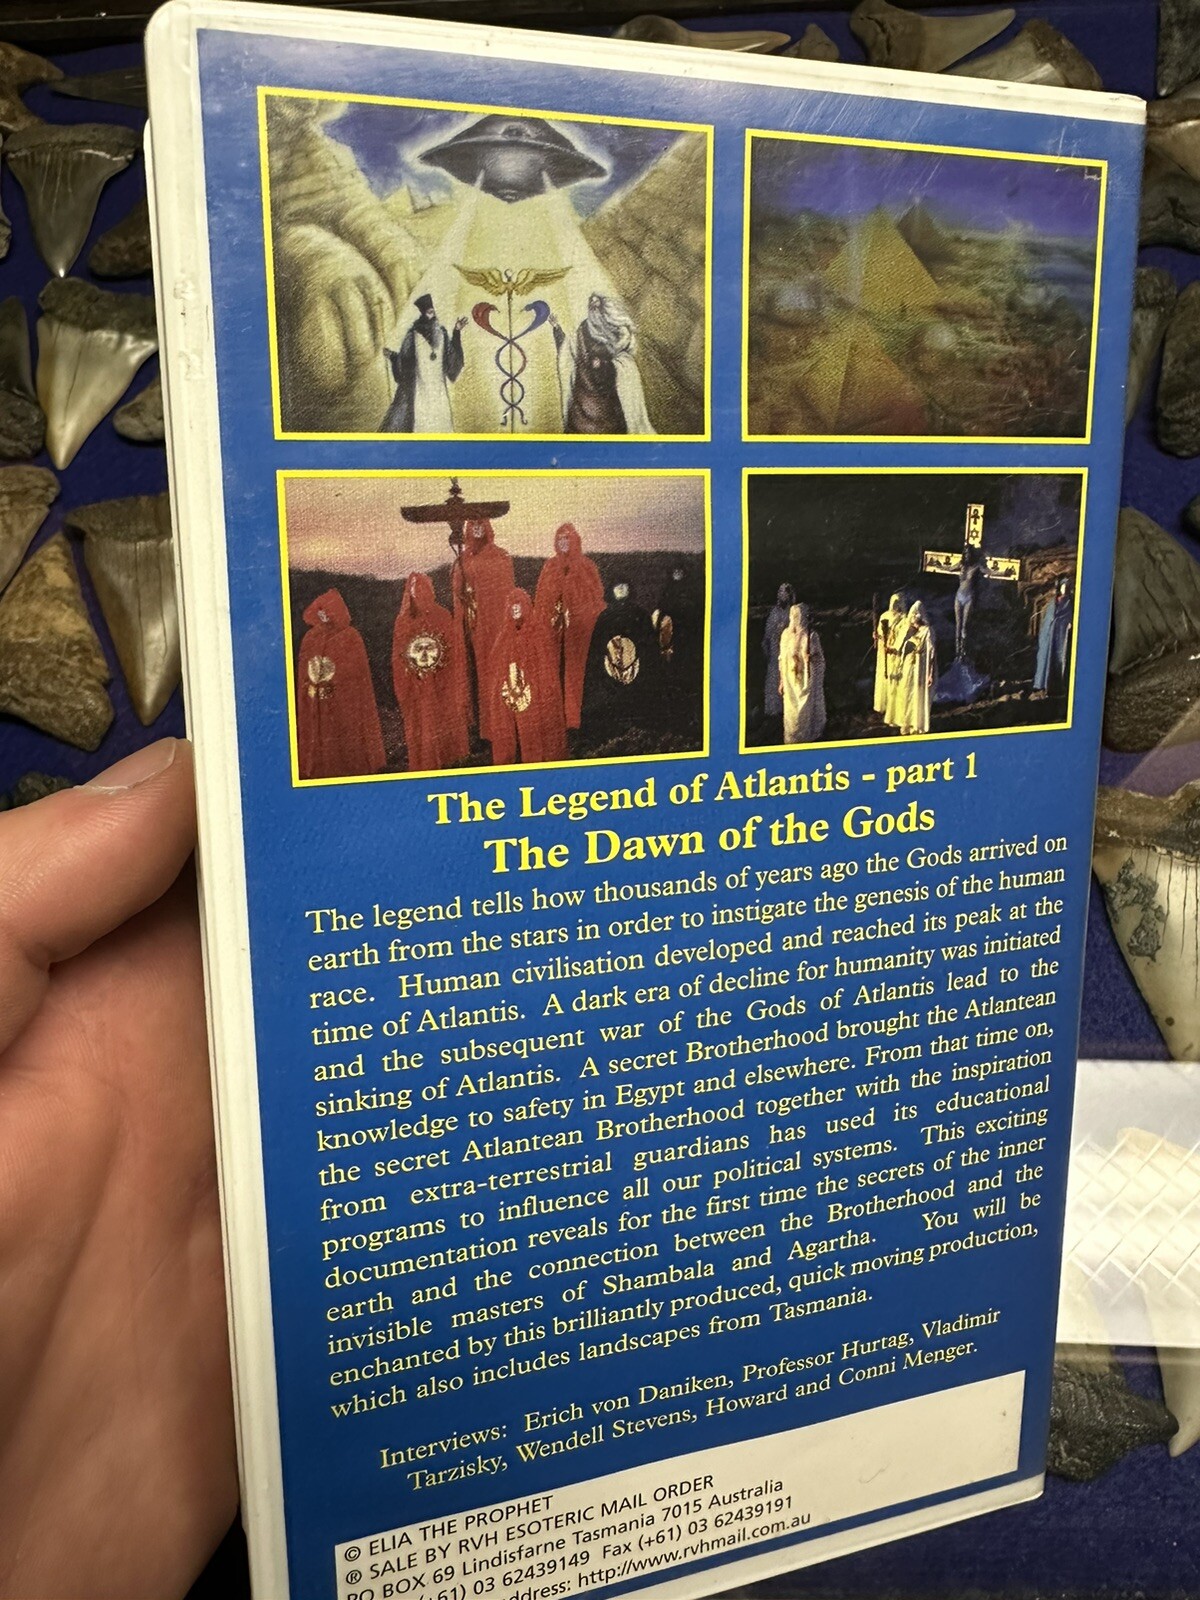 The Legend of Atlantis - part 1
The Dawn of the Gods
The legend tells how thousands of years ago the Gods arrived on
earth from the stars in order to instigate the genesis of the human
race. Human civilisation developed and reached its peak at the
time of Atlantis. A dark era of decline for humanity was initiated
and the subsequent war of the Gods of Atlantis lead to the
sinking of Atlantis. A secret Brotherhood brought the Atlantean
knowledge to safety in Egypt and elsewhere. From that time on,
the secret Atlantean Brotherhood together with the inspiration
from extra-terrestrial guardians has used its educational
programs to influence all our political systems. This exciting
documentation reveals for the first time the secrets of the inner
earth and the connection between the Brotherhood and the
invisible masters of Shambala and Agartha. You will be
enchanted by this brilliantly produced, quick moving production,
which also includes landscapes from Tasmania.
Interviews: Erich von Daniken, Professor Hurtag, Vladimir
Tarzisky, Wendell Stevens, Howard and Conni Menger.
© ELIA THE PROPHET
® SALE BY RVH ESOTERIC MAIL ORDER
PO BOX 69 Lindisfarne Tasmania 7015 Australia
(+61) 03 62439149 Fax (+61) 03 62439191
address: http://www.rvhmail.com.au